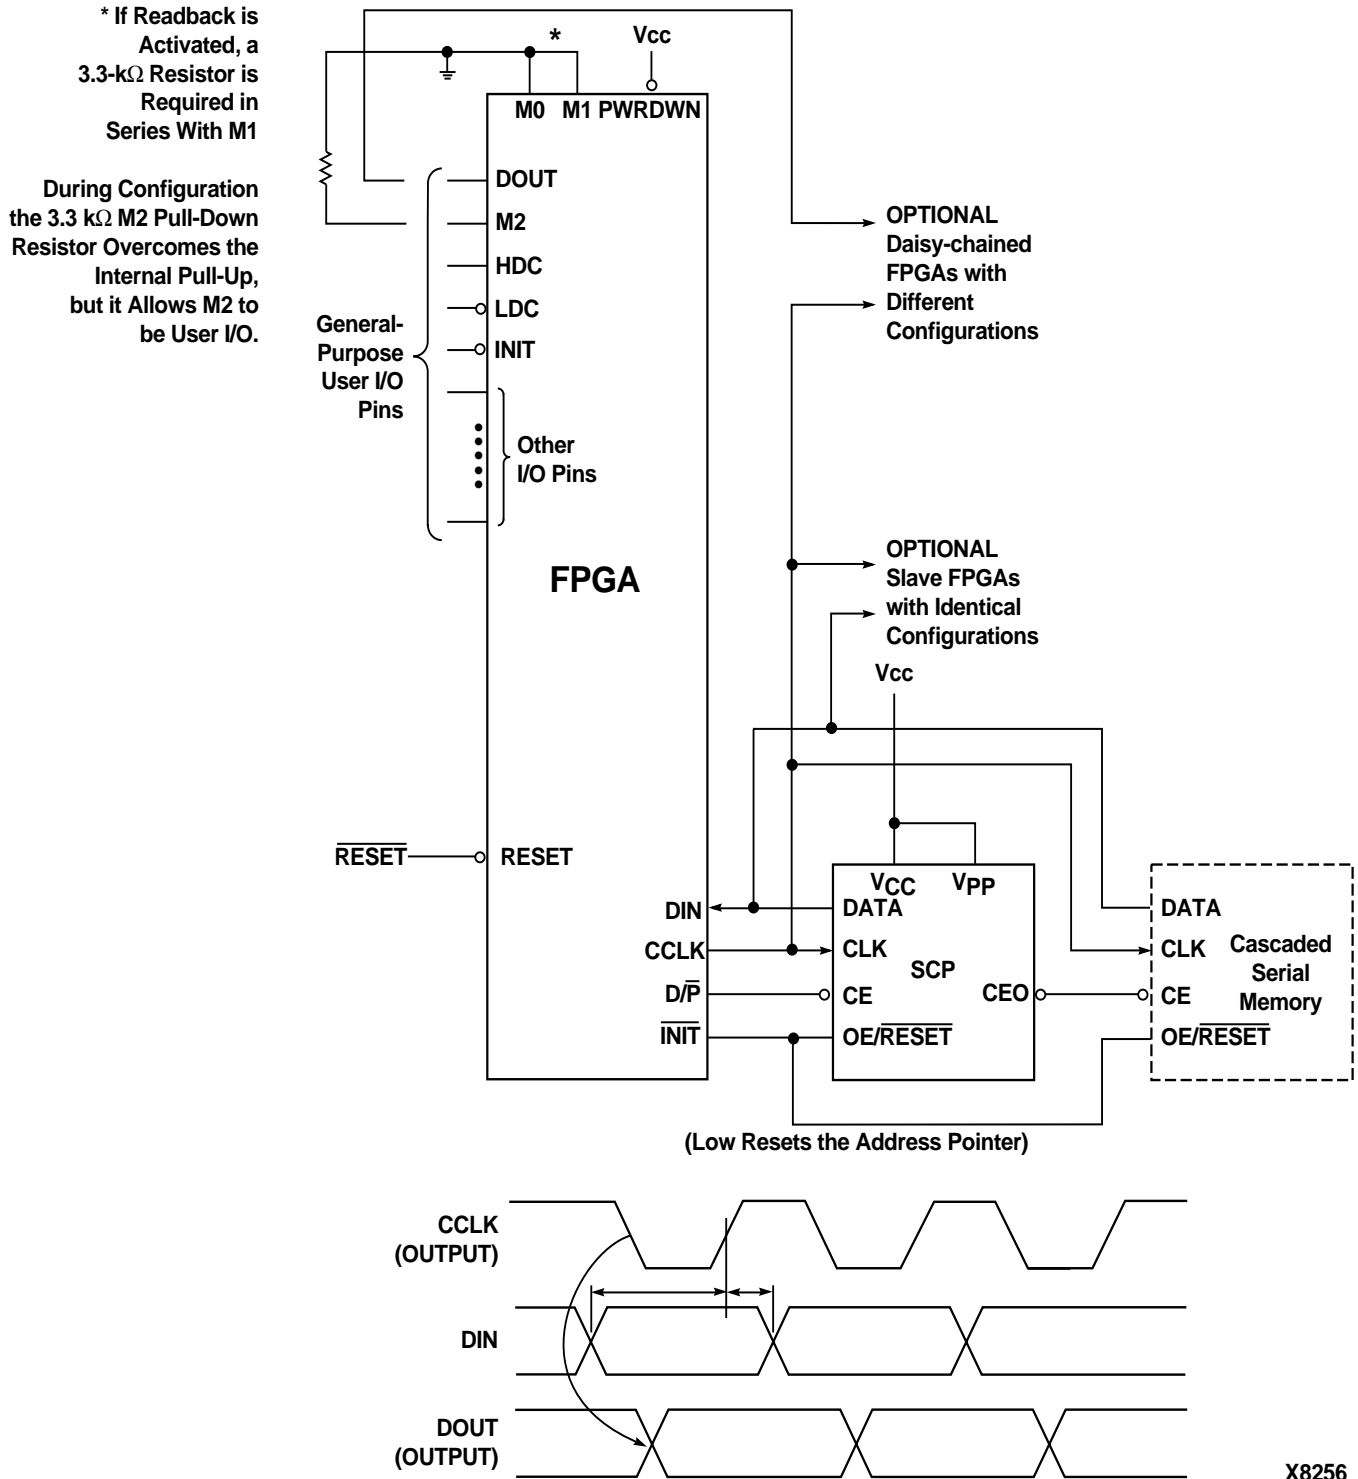 * If Readback is
Activated, a
3.3-kΩ Resistor is
Required in
Series With M1
During Configuration
the 3.3 kΩ M2 Pull-Down
Resistor Overcomes the
Internal Pull-Up,
but it Allows M2 to
be User I/O.
*
Vcc
M0 M1 PWRDWN
DOUT
M2
HDC
LDC
INIT
General-
Purpose
User I/O
Pins
Other
I/O Pins
FPGA
OPTIONAL
Daisy-chained
FPGAs with
Different
Configurations
OPTIONAL
Slave FPGAs
with Identical
Configurations
Vcc
RESET
RESET
DIN
CCLK
D/P
INIT
VCC VPP
DATA
CLK
SCP
CE
CEO
OE/RESET
DATA
CLK
CE
OE/RESET
Cascaded
Serial
Memory
(Low Resets the Address Pointer)
CCLK
(OUTPUT)
DIN
DOUT
(OUTPUT)
X8256